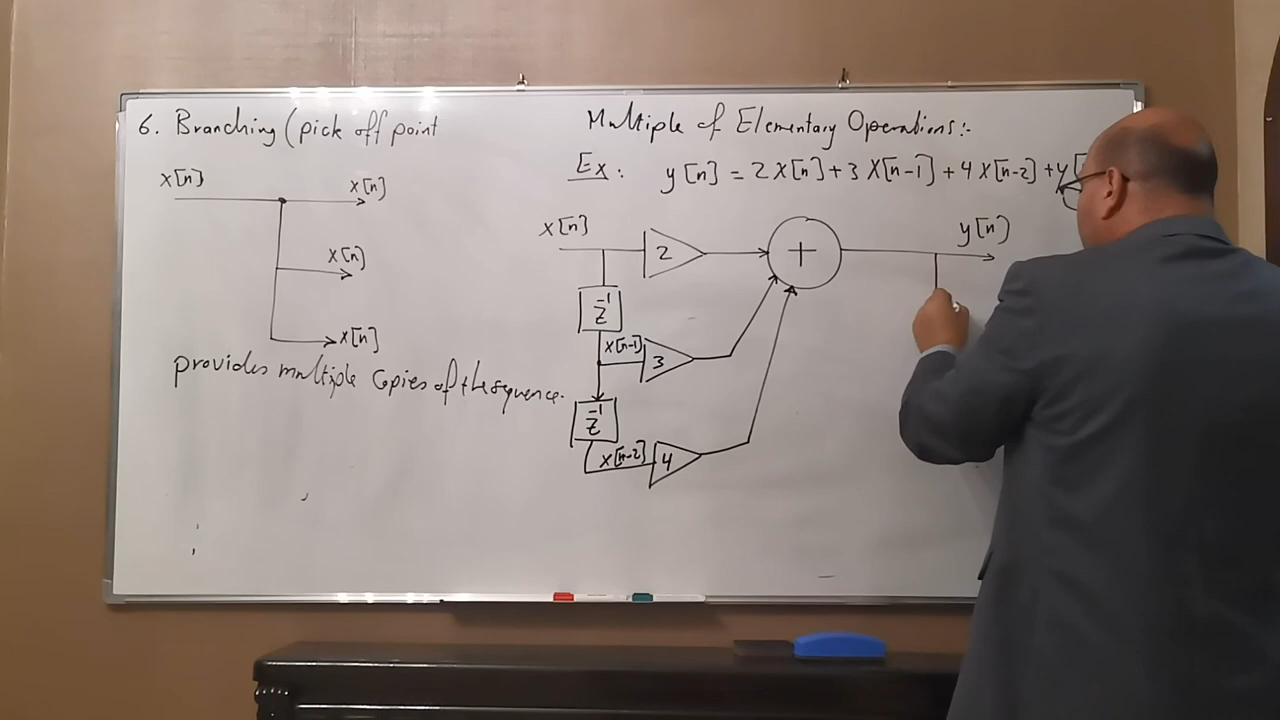 6. Branching (pick off point
x[n]
x[n]
x[n]
x[n]
provides multiple copies of the sequence.
Multiple of Elementary Operations:-
Ex: y[n] = 2x[n]+3x[n-1]+4x[n-2]+y[
x[n]
2
+
y[n]
z⁻¹
x[n-1]
3
z⁻¹
x[n-2]
4